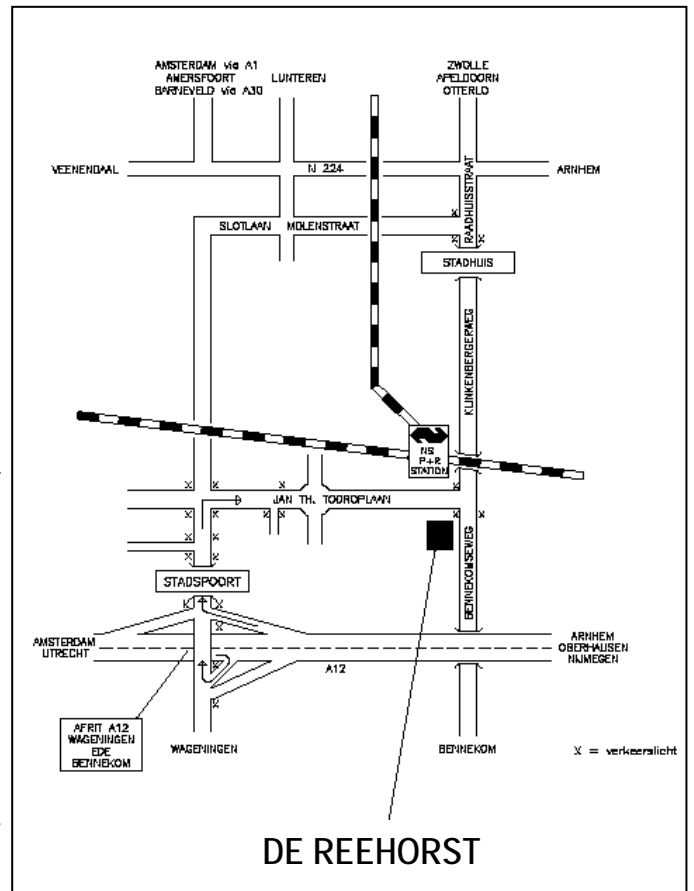 AMSTERDAM via A1
AMERSFOORT
BARNEVELD via A30
LUNTEREN
ZWOLLE
APELDOORN
OTTERLO
VEENENDAAL
N 224
ARNHEM
RAADHUISSTRAAT
SLOTLAAN
MOLENSTRAAT
STADHUIS
KLINKENBERGERWEG
NS
P+R
STATION
JAN TH. TOOROPLAAN
BENNEKOMSEWEG
STADSPOORT
AMSTERDAM
UTRECHT
ARNHEM
OBERHAUSEN
NIJMEGEN
A12
AFRIT A12
WAGENINGEN
EDE
BENNEKOM
WAGENINGEN
BENNEKOM
X = verkeerslicht
DE REEHORST